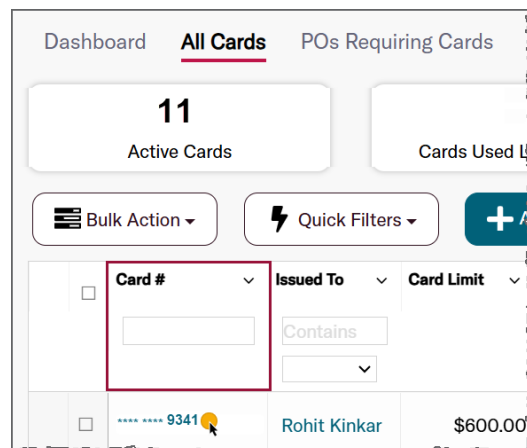 Dashboard All Cards POs Requiring Cards
11
Active Cards
Cards Used
Bulk Action Quick Filters
Card # Issued To Card Limit
Contains
**** **** 9341 Rohit Kinkar $600.00